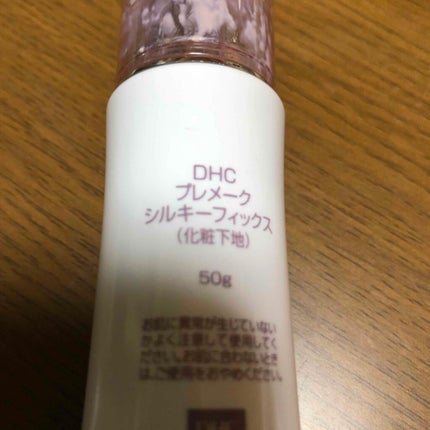 DHC
プレメーク
シルキーフィックス
(化粧下地)
50g
お肌に異常が生じていない
かよく注意して使用してく
ださい。お肌に合わないとき
は、ご使用をおやめください。